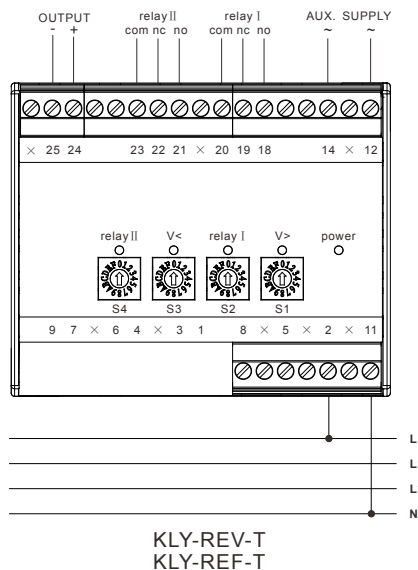 OUTPUT relay II relay I AUX. SUPPLY
- + com nc no com nc no ~ ~
× 25 24 23 22 21 × 20 19 18 14 × 12
relay II V< relay I V> power
S4 S3 S2 S1
9 7 × 6 4 × 3 1 8 × 5 × 2 × 11
L
L
L
N
KLY-REV-T
KLY-REF-T